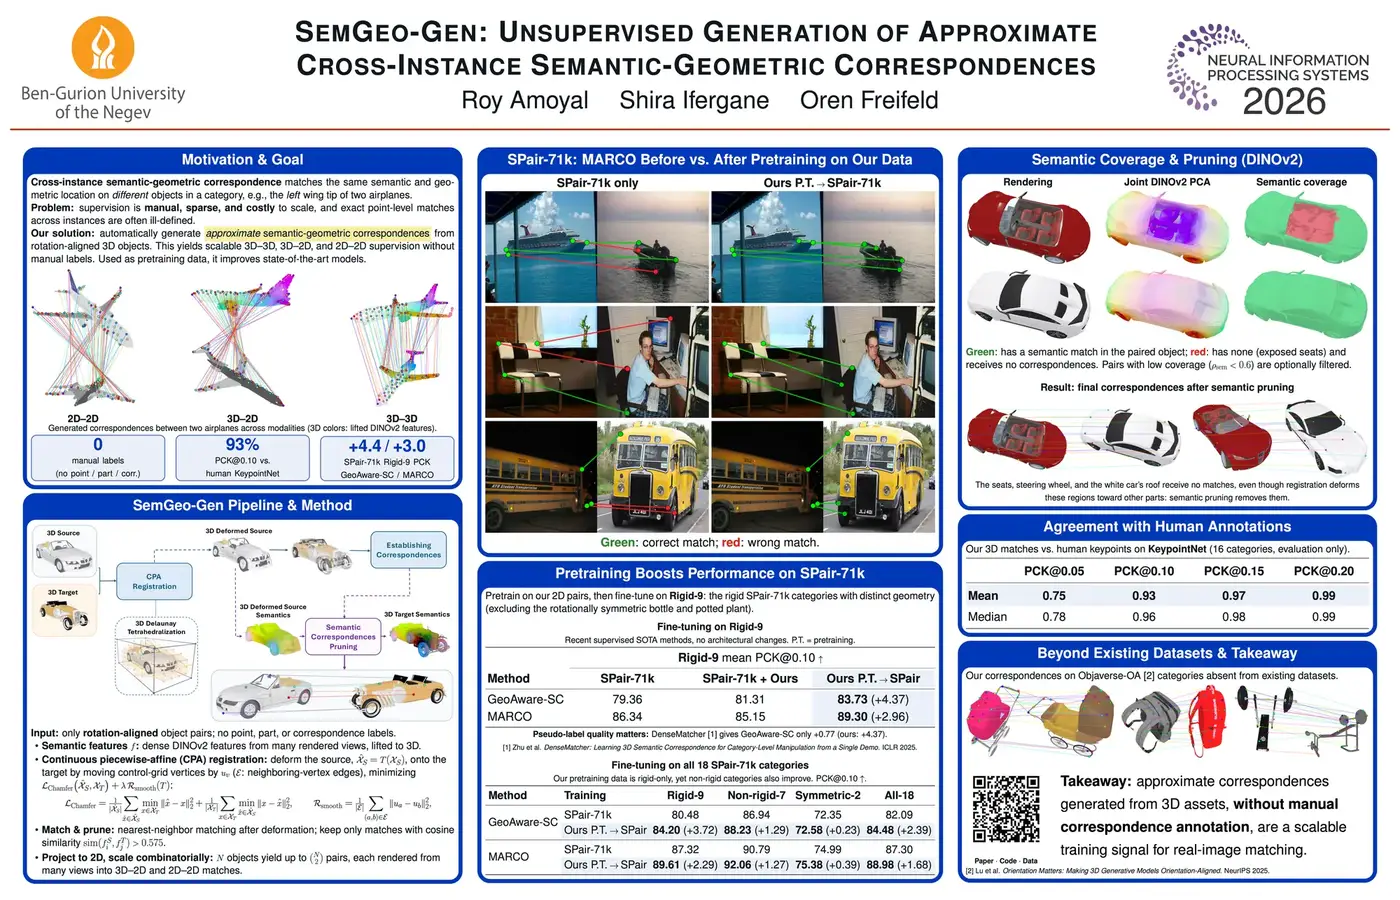 SEMGEO-GEN: UNSUPERVISED GENERATION OF APPROXIMATE
CROSS-INSTANCE SEMANTIC-GEOMETRIC CORRESPONDENCES
Roy Amoyal Shira Ifergane Oren Freifeld
Ben-Gurion University
of the Negev
NEURAL INFORMATION
PROCESSING SYSTEMS
2026
Motivation & Goal
Cross-instance semantic-geometric correspondence matches the same semantic and geo-
metric location on different objects in a category, e.g., the left wing tip of two airplanes.
Problem: supervision is manual, sparse, and costly to scale, and exact point-level matches
across instances are often ill-defined.
Our solution: automatically generate approximate semantic-geometric correspondences from
rotation-aligned 3D objects. This yields scalable 3D–3D, 3D–2D, and 2D–2D supervision without
manual labels. Used as pretraining data, it improves state-of-the-art models.
2D–2D 3D–2D 3D–3D
Generated correspondences between two airplanes across modalities (3D colors: lifted DINOv2 features).
0
manual labels
(no point / part / corr.)
93%
PCK@0.10 vs.
human KeypointNet
+4.4 / +3.0
SPair-71k Rigid-9 PCK
GeoAware-SC / MARCO
SemGeo-Gen Pipeline & Method
3D Source
3D Target
CPA
Registration
3D Delaunay
Tetrahedralization
3D Deformed Source
Establishing
Correspondences
3D Deformed Source
Semantics
Semantic
Correspondences
Pruning
3D Target Semantics
Input: only rotation-aligned object pairs; no point, part, or correspondence labels.
• Semantic features f: dense DINOv2 features from many rendered views, lifted to 3D.
• Continuous piecewise-affine (CPA) registration: deform the source, X̃_S = T(X_S), onto the
target by moving control-grid vertices by u_v (ℰ: neighboring-vertex edges), minimizing
ℒ_Chamfer(X̃_S, X_T) + λℛ_smooth(T):
ℒ_Chamfer = 1/|X̃_S| ∑_{x̃∈X̃_S} min_{x∈X_T} ‖x̃ − x‖²₂ + 1/|X_T| ∑_{x∈X_T} min_{x̃∈X̃_S} ‖x − x̃‖²₂, ℛ_smooth = 1/|ℰ| ∑_{(a,b)∈ℰ} ‖u_a − u_b‖²₂,
• Match & prune: nearest-neighbor matching after deformation; keep only matches with cosine
similarity sim(f_i^S, f_j^T) > 0.575.
• Project to 2D, scale combinatorially: N objects yield up to (N 2) pairs, each rendered from
many views into 3D–2D and 2D–2D matches.
SPair-71k: MARCO Before vs. After Pretraining on Our Data
SPair-71k only Ours P.T.→SPair-71k
Green: correct match; red: wrong match.
Pretraining Boosts Performance on SPair-71k
Pretrain on our 2D pairs, then fine-tune on Rigid-9: the rigid SPair-71k categories with distinct geometry
(excluding the rotationally symmetric bottle and potted plant).
Fine-tuning on Rigid-9
Recent supervised SOTA methods, no architectural changes. P.T. = pretraining.
Rigid-9 mean PCK@0.10 ↑
Method SPair-71k SPair-71k + Ours Ours P.T.→SPair
GeoAware-SC 79.36 81.31 83.73 (+4.37)
MARCO 86.34 85.15 89.30 (+2.96)
Pseudo-label quality matters: DenseMatcher [1] gives GeoAware-SC only +0.77 (ours: +4.37).
[1] Zhu et al. DenseMatcher: Learning 3D Semantic Correspondence for Category-Level Manipulation from a Single Demo. ICLR 2025.
Fine-tuning on all 18 SPair-71k categories
Our pretraining data is rigid-only, yet non-rigid categories also improve. PCK@0.10 ↑.
Method Training Rigid-9 Non-rigid-7 Symmetric-2 All-18
GeoAware-SC SPair-71k 80.48 86.94 72.35 82.09
Ours P.T.→SPair 84.20 (+3.72) 88.23 (+1.29) 72.58 (+0.23) 84.48 (+2.39)
MARCO SPair-71k 87.32 90.79 74.99 87.30
Ours P.T.→SPair 89.61 (+2.29) 92.06 (+1.27) 75.38 (+0.39) 88.98 (+1.68)
Semantic Coverage & Pruning (DINOv2)
Rendering Joint DINOv2 PCA Semantic coverage
Green: has a semantic match in the paired object; red: has none (exposed seats) and
receives no correspondences. Pairs with low coverage (ρ_sem < 0.6) are optionally filtered.
Result: final correspondences after semantic pruning
The seats, steering wheel, and the white car's roof receive no matches, even though registration deforms
these regions toward other parts: semantic pruning removes them.
Agreement with Human Annotations
Our 3D matches vs. human keypoints on KeypointNet (16 categories, evaluation only).
PCK@0.05 PCK@0.10 PCK@0.15 PCK@0.20
Mean 0.75 0.93 0.97 0.99
Median 0.78 0.96 0.98 0.99
Beyond Existing Datasets & Takeaway
Our correspondences on Objaverse-OA [2] categories absent from existing datasets.
Paper · Code · Data
Takeaway: approximate correspondences
generated from 3D assets, without manual
correspondence annotation, are a scalable
training signal for real-image matching.
[2] Lu et al. Orientation Matters: Making 3D Generative Models Orientation-Aligned. NeurIPS 2025.